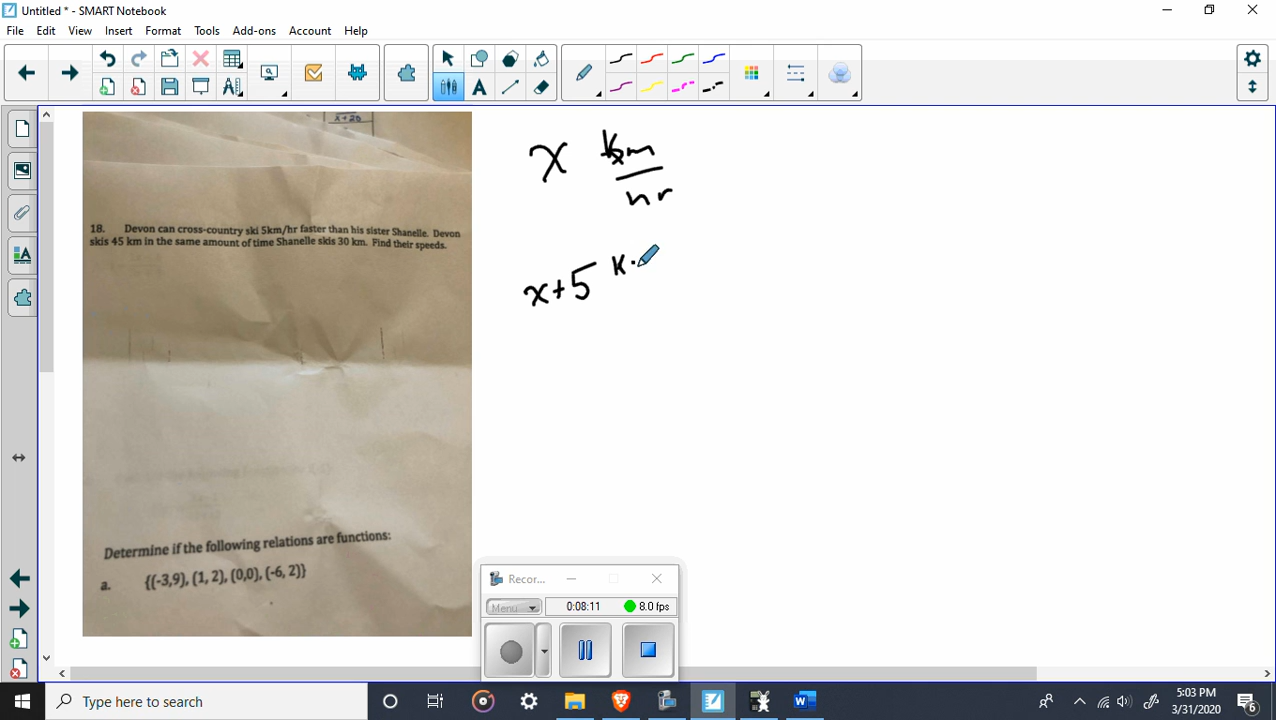 Untitled * - SMART Notebook
File Edit View Insert Format Tools Add-ons Account Help
x+20
18. Devon can cross-country ski 5km/hr faster than his sister Shanelle. Devon
skis 45 km in the same amount of time Shanelle skis 30 km. Find their speeds.
Determine if the following relations are functions:
a. {(-3,9), (1, 2), (0,0), (-6, 2)}
x km
hr
x+5 K
Recor...
Menu 0:08:11 8.0 fps
Type here to search
5:03 PM
3/31/2020
6